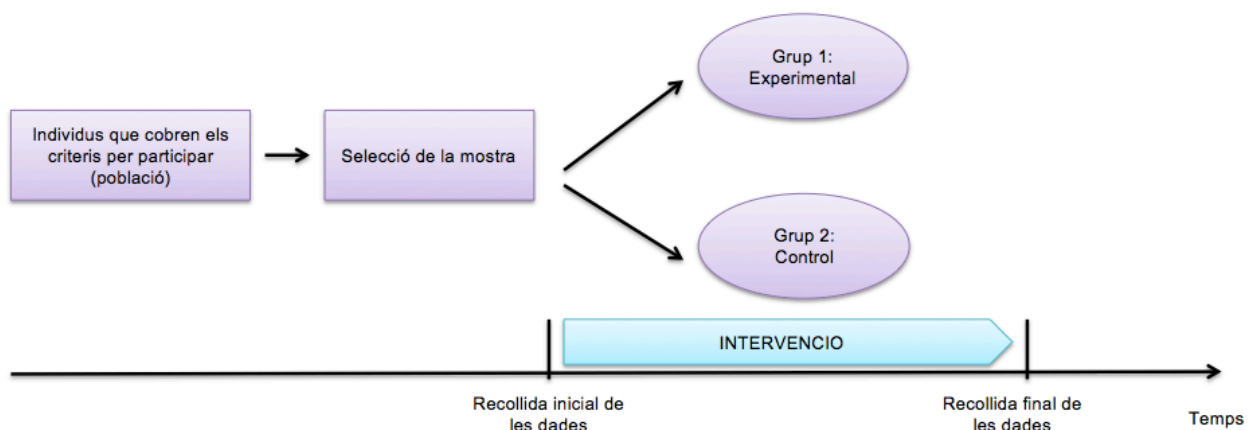 Grup 1:
Experimental
Individus que cobren els
criteris per participar
(població)
Selecció de la mostra
Grup 2:
Control
INTERVENCIO
Recollida inicial de
les dades
Recollida final de
les dades
Temps